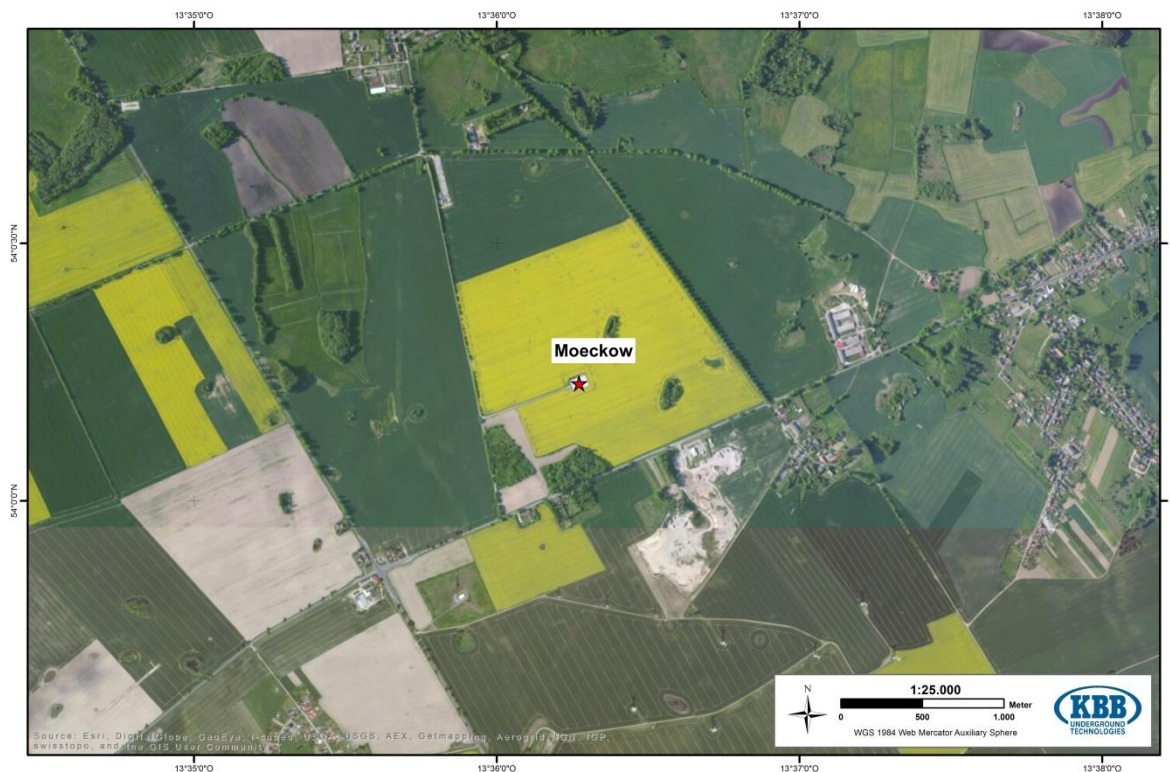 13°35'0"O 13°36'0"O 13°37'0"O 13°38'0"O
54°0'30"N
Moeckow
54°0'0"N
N
1:25.000
Meter
0 500 1.000
WGS 1984 Web Mercator Auxiliary Sphere
KBB
UNDERGROUND
TECHNOLOGIES
Source: Esri, DigitalGlobe, GeoEye, i-cubed, USDA, USGS, AEX, Getmapping, Aerogrid, IGN, IGP,
swisstopo, and the GIS User Community
13°35'0"O 13°36'0"O 13°37'0"O 13°38'0"O